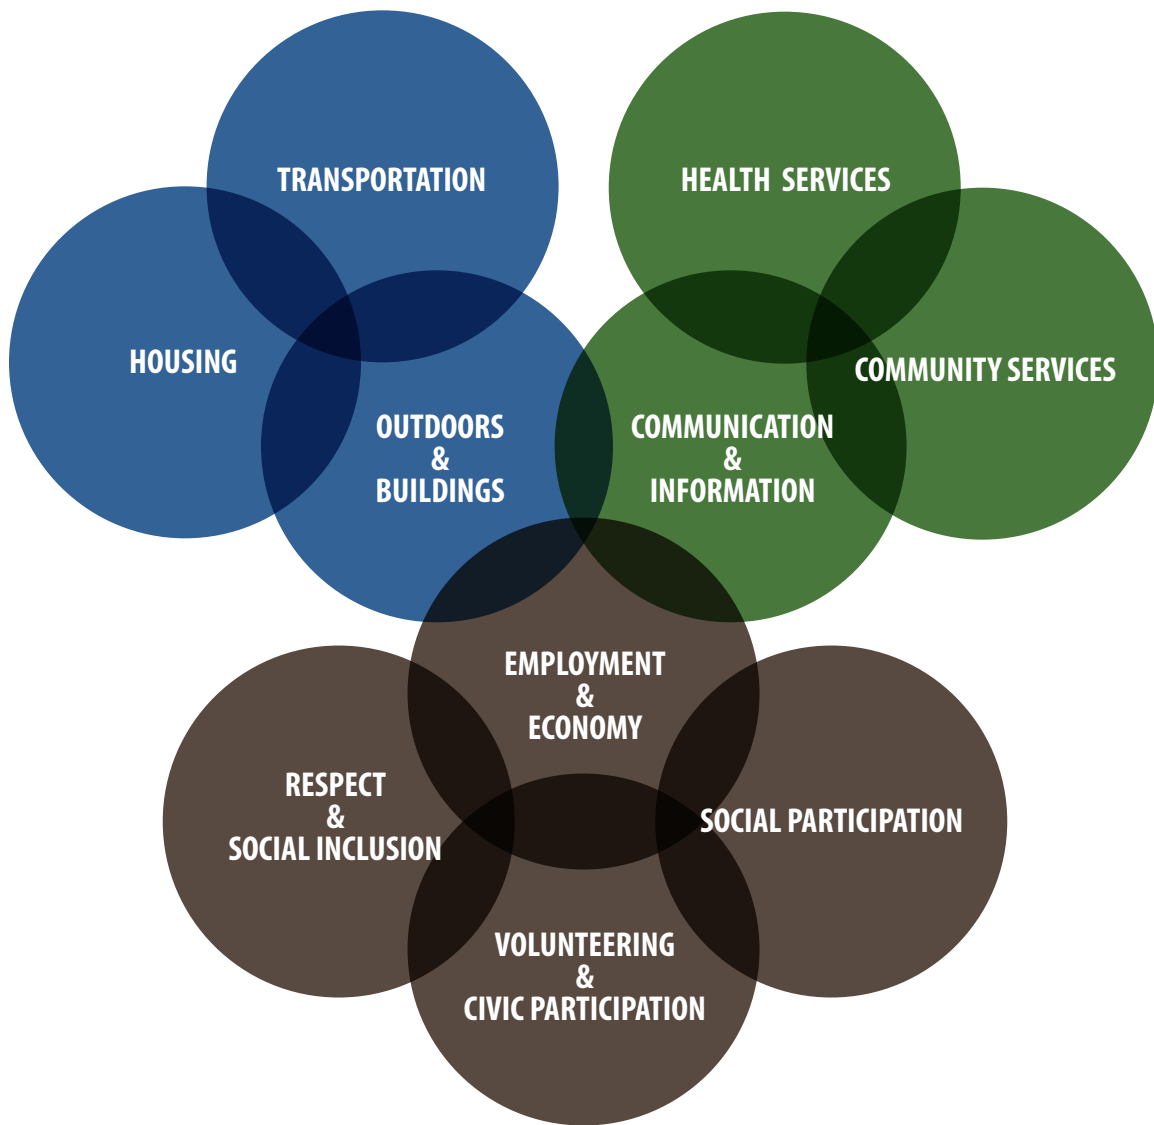 TRANSPORTATION
HEALTH SERVICES
HOUSING
COMMUNITY SERVICES
OUTDOORS
&
BUILDINGS
COMMUNICATION
&
INFORMATION
EMPLOYMENT
&
ECONOMY
RESPECT
&
SOCIAL INCLUSION
SOCIAL PARTICIPATION
VOLUNTEERING
&
CIVIC PARTICIPATION